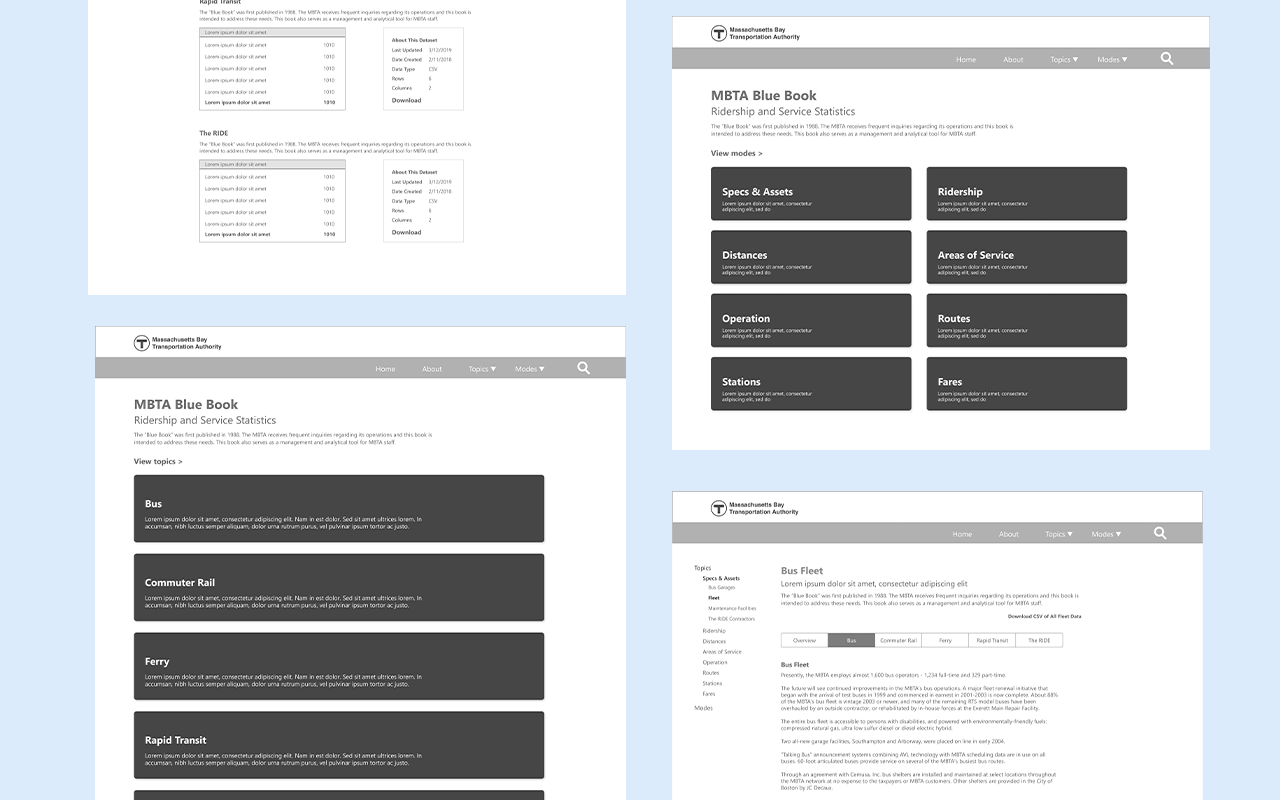 Rapid Transit
The "Blue Book" was first published in 1988. The MBTA receives frequent inquiries regarding its operations and this book is
intended to address these needs. This book also serves as a management and analytical tool for MBTA staff.
Lorem ipsum dolor sit amet
Lorem ipsum dolor sit amet 1010
Lorem ipsum dolor sit amet 1010
Lorem ipsum dolor sit amet 1010
Lorem ipsum dolor sit amet 1010
Lorem ipsum dolor sit amet 1010
Lorem ipsum dolor sit amet 1010
About This Dataset
Last Updated 3/12/2019
Date Created 2/11/2018
Data Type CSV
Rows 6
Columns 2
Download
The RIDE
The "Blue Book" was first published in 1988. The MBTA receives frequent inquiries regarding its operations and this book is
intended to address these needs. This book also serves as a management and analytical tool for MBTA staff.
Lorem ipsum dolor sit amet
Lorem ipsum dolor sit amet 1010
Lorem ipsum dolor sit amet 1010
Lorem ipsum dolor sit amet 1010
Lorem ipsum dolor sit amet 1010
Lorem ipsum dolor sit amet 1010
Lorem ipsum dolor sit amet 1010
About This Dataset
Last Updated 3/12/2019
Date Created 2/11/2018
Data Type CSV
Rows 6
Columns 2
Download
T Massachusetts Bay
Transportation Authority
Home About Topics ▼ Modes ▼
MBTA Blue Book
Ridership and Service Statistics
The "Blue Book" was first published in 1988. The MBTA receives frequent inquiries regarding its operations and this book is
intended to address these needs. This book also serves as a management and analytical tool for MBTA staff.
View topics >
Bus
Lorem ipsum dolor sit amet, consectetur adipiscing elit. Nam in est dolor. Sed sit amet ultrices lorem. In
accumsan, nibh luctus semper aliquam, dolor urna rutrum purus, vel pulvinar ipsum tortor ac justo.
Commuter Rail
Lorem ipsum dolor sit amet, consectetur adipiscing elit. Nam in est dolor. Sed sit amet ultrices lorem. In
accumsan, nibh luctus semper aliquam, dolor urna rutrum purus, vel pulvinar ipsum tortor ac justo.
Ferry
Lorem ipsum dolor sit amet, consectetur adipiscing elit. Nam in est dolor. Sed sit amet ultrices lorem. In
accumsan, nibh luctus semper aliquam, dolor urna rutrum purus, vel pulvinar ipsum tortor ac justo.
Rapid Transit
Lorem ipsum dolor sit amet, consectetur adipiscing elit. Nam in est dolor. Sed sit amet ultrices lorem. In
accumsan, nibh luctus semper aliquam, dolor urna rutrum purus, vel pulvinar ipsum tortor ac justo.
T Massachusetts Bay
Transportation Authority
Home About Topics ▼ Modes ▼
MBTA Blue Book
Ridership and Service Statistics
The "Blue Book" was first published in 1988. The MBTA receives frequent inquiries regarding its operations and this book is
intended to address these needs. This book also serves as a management and analytical tool for MBTA staff.
View modes >
Specs & Assets
Lorem ipsum dolor sit amet, consectetur
adipiscing elit, sed do
Ridership
Lorem ipsum dolor sit amet, consectetur
adipiscing elit, sed do
Distances
Lorem ipsum dolor sit amet, consectetur
adipiscing elit, sed do
Areas of Service
Lorem ipsum dolor sit amet, consectetur
adipiscing elit, sed do
Operation
Lorem ipsum dolor sit amet, consectetur
adipiscing elit, sed do
Routes
Lorem ipsum dolor sit amet, consectetur
adipiscing elit, sed do
Stations
Lorem ipsum dolor sit amet, consectetur
adipiscing elit, sed do
Fares
Lorem ipsum dolor sit amet, consectetur
adipiscing elit, sed do
T Massachusetts Bay
Transportation Authority
Home About Topics ▼ Modes ▼
Topics
Specs & Assets
Bus Garages
Fleet
Maintenance Facilities
The RIDE Contractors
Ridership
Distances
Areas of Service
Operation
Routes
Stations
Fares
Modes
Bus Fleet
Lorem ipsum dolor sit amet, consectetur adipiscing elit
The "Blue Book" was first published in 1988. The MBTA receives frequent inquiries regarding its operations and this book is
intended to address these needs. This book also serves as a management and analytical tool for MBTA staff.
Download CSV of All Fleet Data
Overview Bus Commuter Rail Ferry Rapid Transit The RIDE
Bus Fleet
Presently, the MBTA employs almost 1,600 bus operators - 1,234 full-time and 329 part-time.
The future will see continued improvements in the MBTA's bus operations. A major fleet renewal initiative that
began with the arrival of test buses in 1999 and commenced in earnest in 2001-2003 is now complete. About 88%
of the MBTA's bus fleet is vintage 2003 or newer, and many of the remaining RTS model buses have been
overhauled by an outside contractor, or rehabilitated by in-house forces at the Everett Main Repair Facility.
The entire bus fleet is accessible to persons with disabilities, and powered with environmentally-friendly fuels:
compressed natural gas, ultra low sulfur diesel or diesel electric hybrid.
Two all-new garage facilities, Southampton and Arborway, were placed on line in early 2004.
"Talking Bus" announcement systems combining AVL technology with MBTA scheduling data are in use on all
buses. 60-foot articulated buses provide service on several of the MBTA's busiest bus routes.
Through an agreement with Cemusa, Inc. bus shelters are installed and maintained at select locations throughout
the MBTA network at no expense to the taxpayers or MBTA customers. Other shelters are provided in the City of
Boston by JC Decaux.